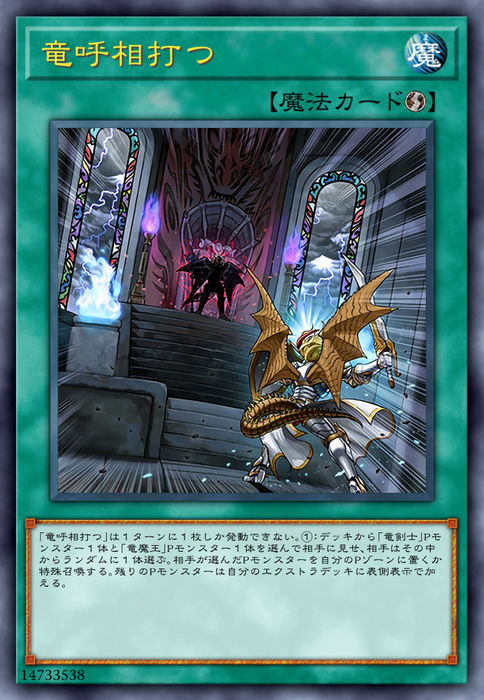 竜呼相打つ
魔
【魔法カード】
「竜呼相打つ」は１ターンに１枚しか発動できない。①：デッキから「竜剣士」Pモ
ンスター１体と「竜魔王」Pモンスター１体を選んで相手に見せ、相手はその中
からランダムに１体選ぶ。相手が選んだPモンスターを自分のPゾーンに置くか
特殊召喚する。残りのPモンスターは自分のエクストラデッキに表側表示で加
える。
14733538